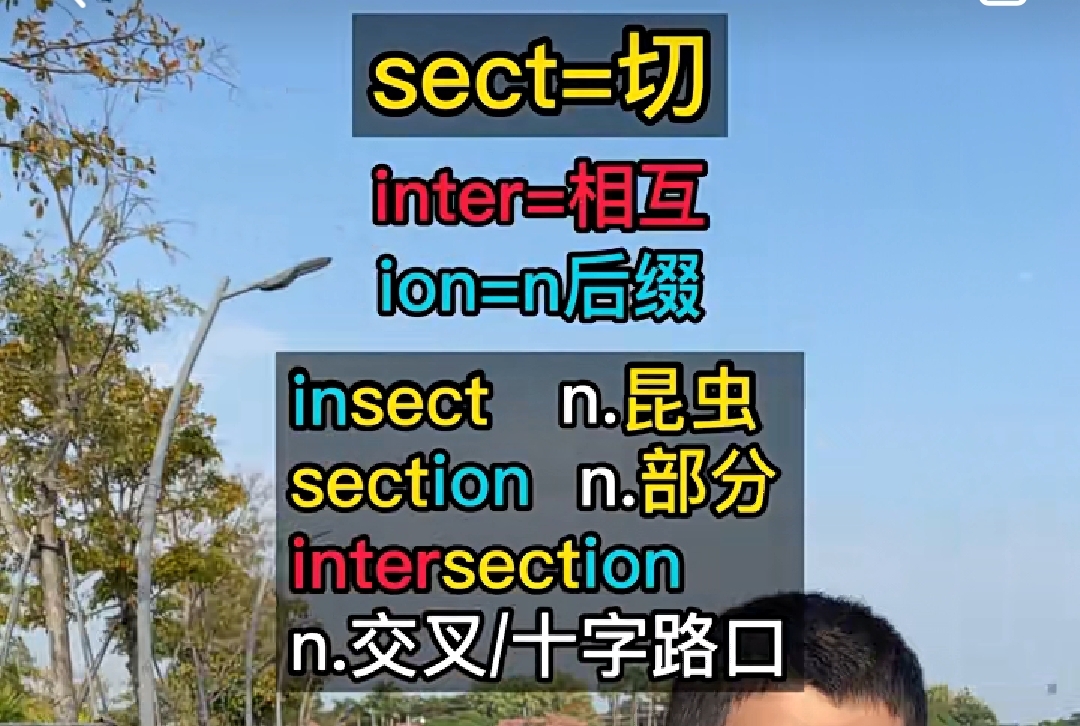 sect=切
inter=相互
ion=n后缀
insect n.昆虫
section n.部分
intersection
n.交叉/十字路口